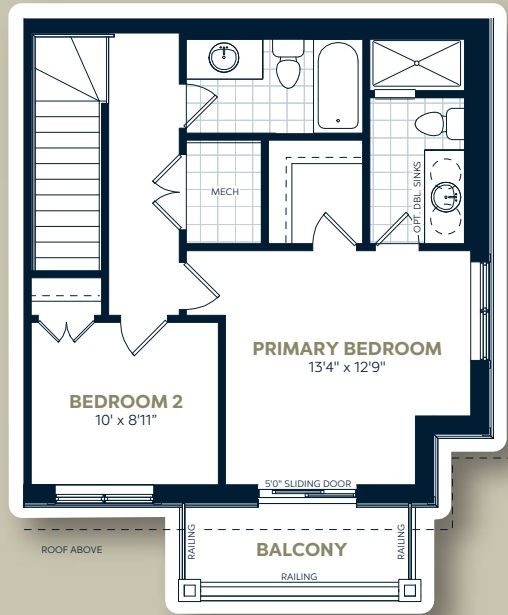 MECH
OPT. DBL. SINKS
PRIMARY BEDROOM
13'4" x 12'9"
BEDROOM 2
10' x 8'11”
5'0" SLIDING DOOR
ROOF ABOVE
RAILING
BALCONY
RAILING
RAILING